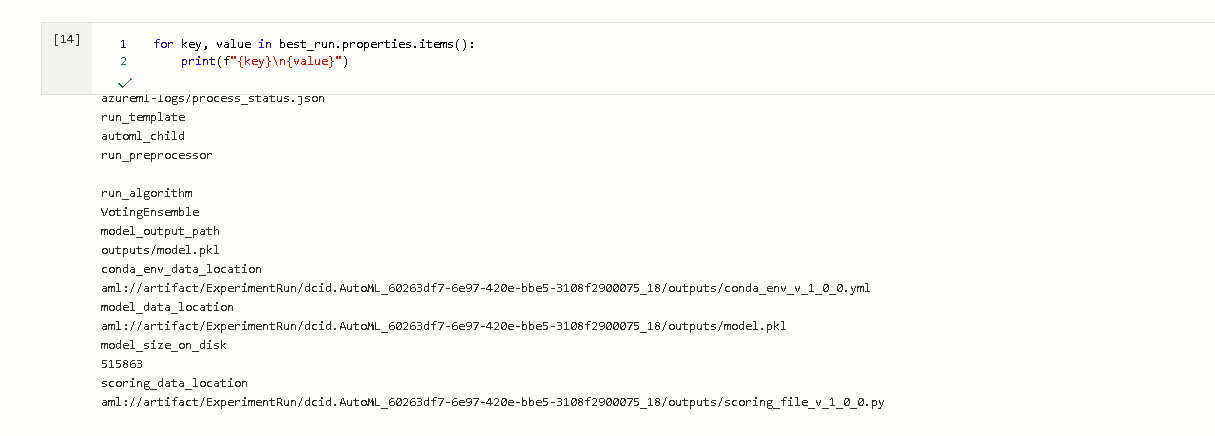 [14]
1 for key, value in best_run.properties.items():
2 print(f"{key}\n{value}")
azureml-logs/process_status.json
run_template
automl_child
run_preprocessor
run_algorithm
VotingEnsemble
model_output_path
outputs/model.pkl
conda_env_data_location
aml://artifact/ExperimentRun/dcid.AutoML_60263df7-6e97-420e-bbe5-3108f2900075_18/outputs/conda_env_v_1_0_0.yml
model_data_location
aml://artifact/ExperimentRun/dcid.AutoML_60263df7-6e97-420e-bbe5-3108f2900075_18/outputs/model.pkl
model_size_on_disk
515863
scoring_data_location
aml://artifact/ExperimentRun/dcid.AutoML_60263df7-6e97-420e-bbe5-3108f2900075_18/outputs/scoring_file_v_1_0_0.py